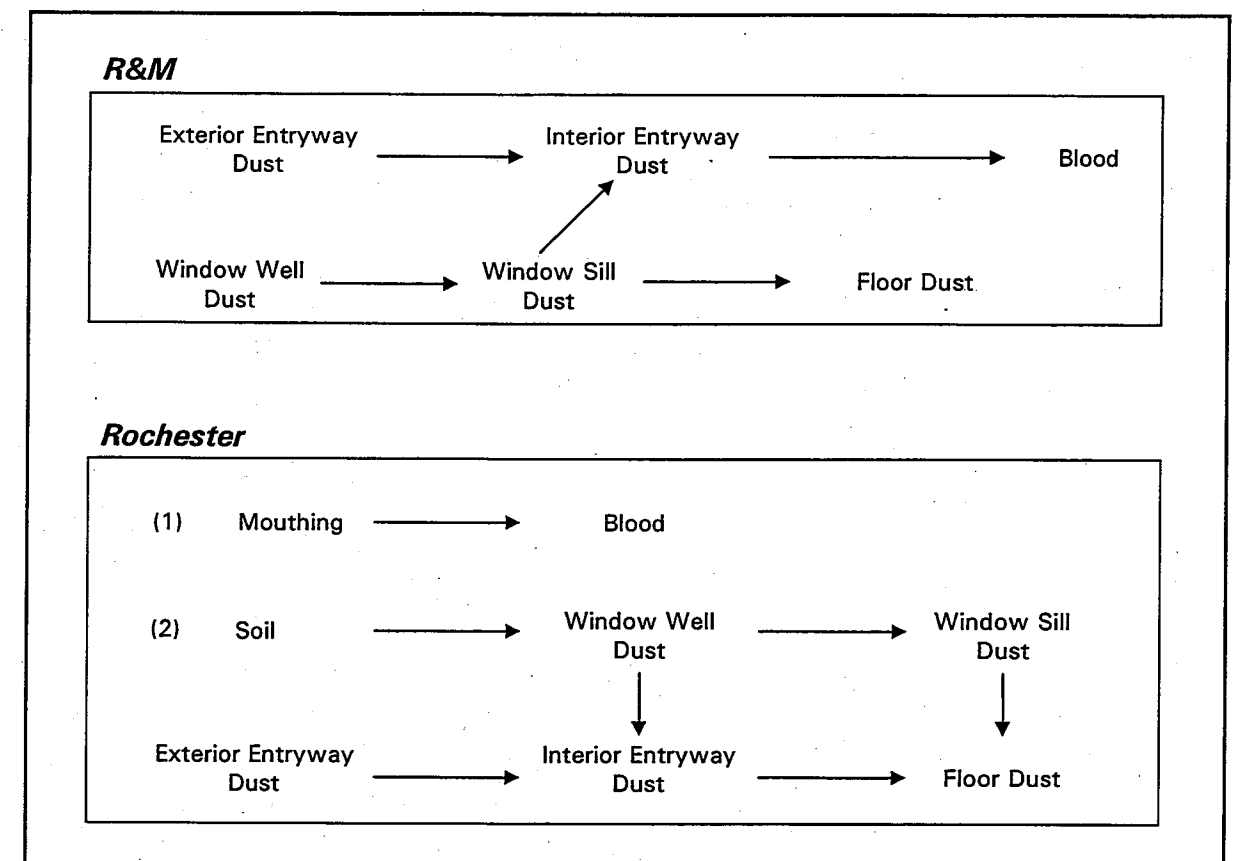 R&M
Exterior Entryway
Dust
Interior Entryway
Dust
Blood
Window Well
Dust
Window Sill
Dust
Floor Dust
Rochester
(1) Mouthing
Blood
(2) Soil
Window Well
Dust
Window Sill
Dust
Exterior Entryway
Dust
Interior Entryway
Dust
Floor Dust